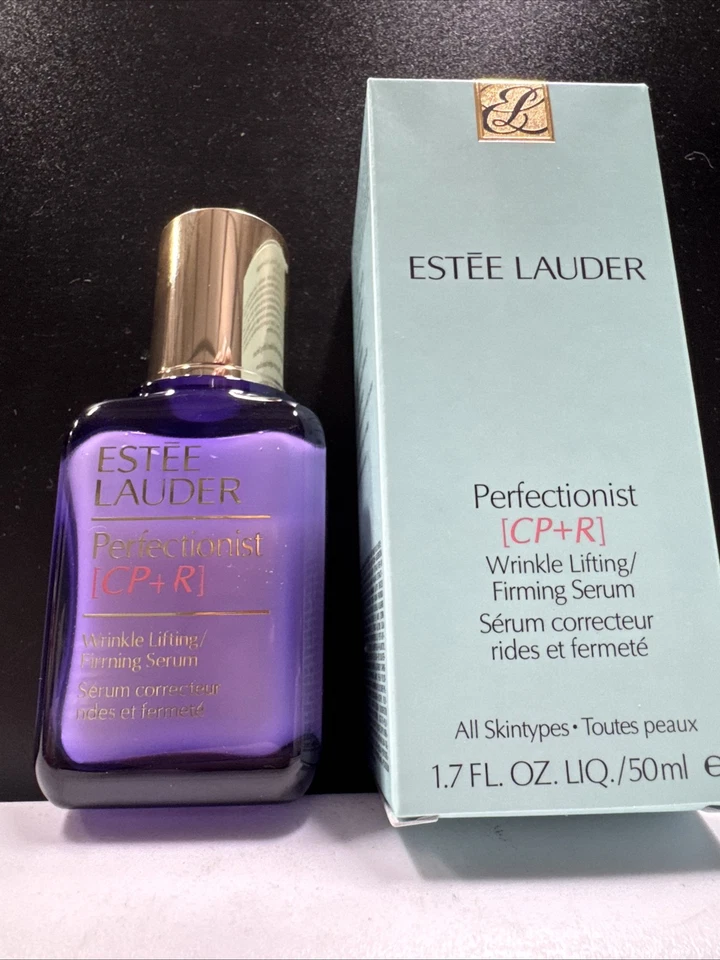 ESTĒE
LAUDER
Perfectionist
[CP+R]
Wrinkle Lifting/
Firming Serum
Sérum correcteur
rides et fermeté
EL
ESTĒE LAUDER
Perfectionist
[CP+R]
Wrinkle Lifting/
Firming Serum
Sérum correcteur
rides et fermeté
All Skintypes • Toutes peaux
1.7 FL. OZ. LIQ./50ml e